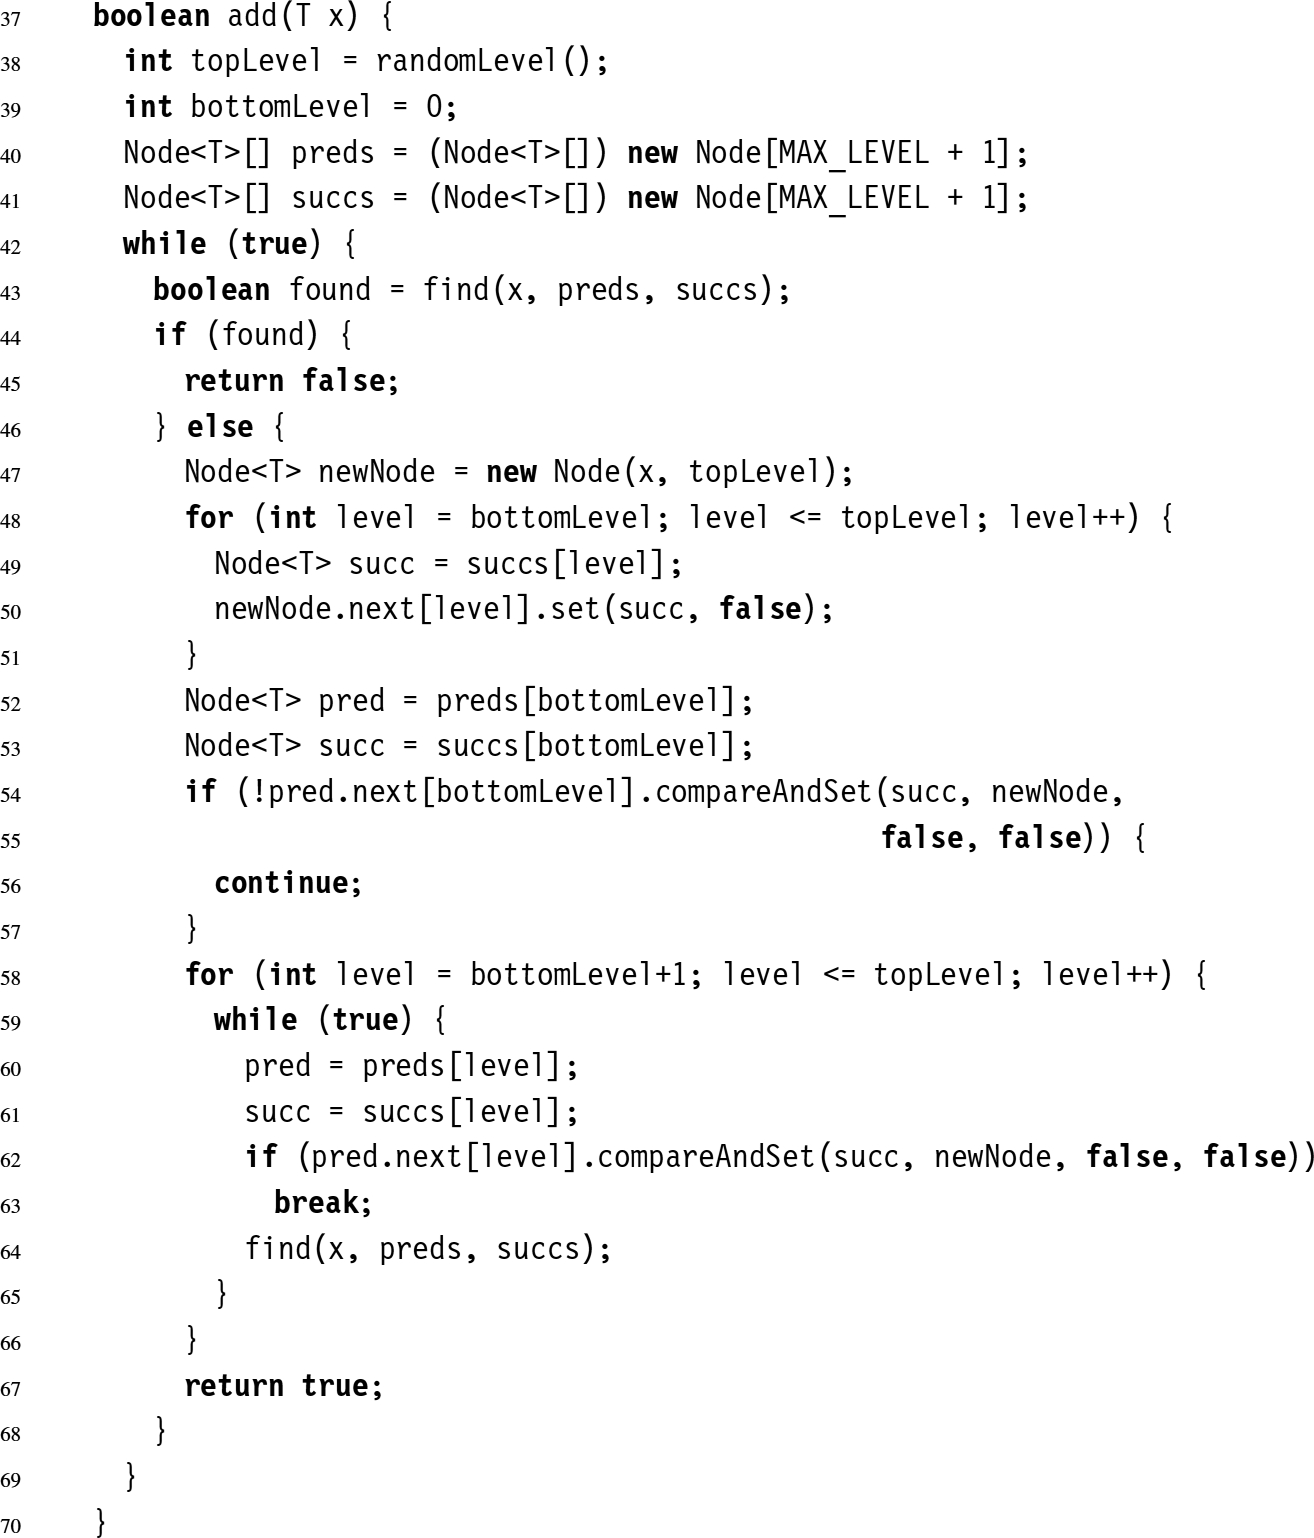 37 boolean add(T x) {
38 int topLevel = randomLevel();
39 int bottomLevel = 0;
40 Node<T>[] preds = (Node<T>[]) new Node[MAX_LEVEL + 1];
41 Node<T>[] succs = (Node<T>[]) new Node[MAX_LEVEL + 1];
42 while (true) {
43 boolean found = find(x, preds, succs);
44 if (found) {
45 return false;
46 } else {
47 Node<T> newNode = new Node(x, topLevel);
48 for (int level = bottomLevel; level <= topLevel; level++) {
49 Node<T> succ = succs[level];
50 newNode.next[level].set(succ, false);
51 }
52 Node<T> pred = preds[bottomLevel];
53 Node<T> succ = succs[bottomLevel];
54 if (!pred.next[bottomLevel].compareAndSet(succ, newNode,
55 false, false)) {
56 continue;
57 }
58 for (int level = bottomLevel+1; level <= topLevel; level++) {
59 while (true) {
60 pred = preds[level];
61 succ = succs[level];
62 if (pred.next[level].compareAndSet(succ, newNode, false, false))
63 break;
64 find(x, preds, succs);
65 }
66 }
67 return true;
68 }
69 }
70 }